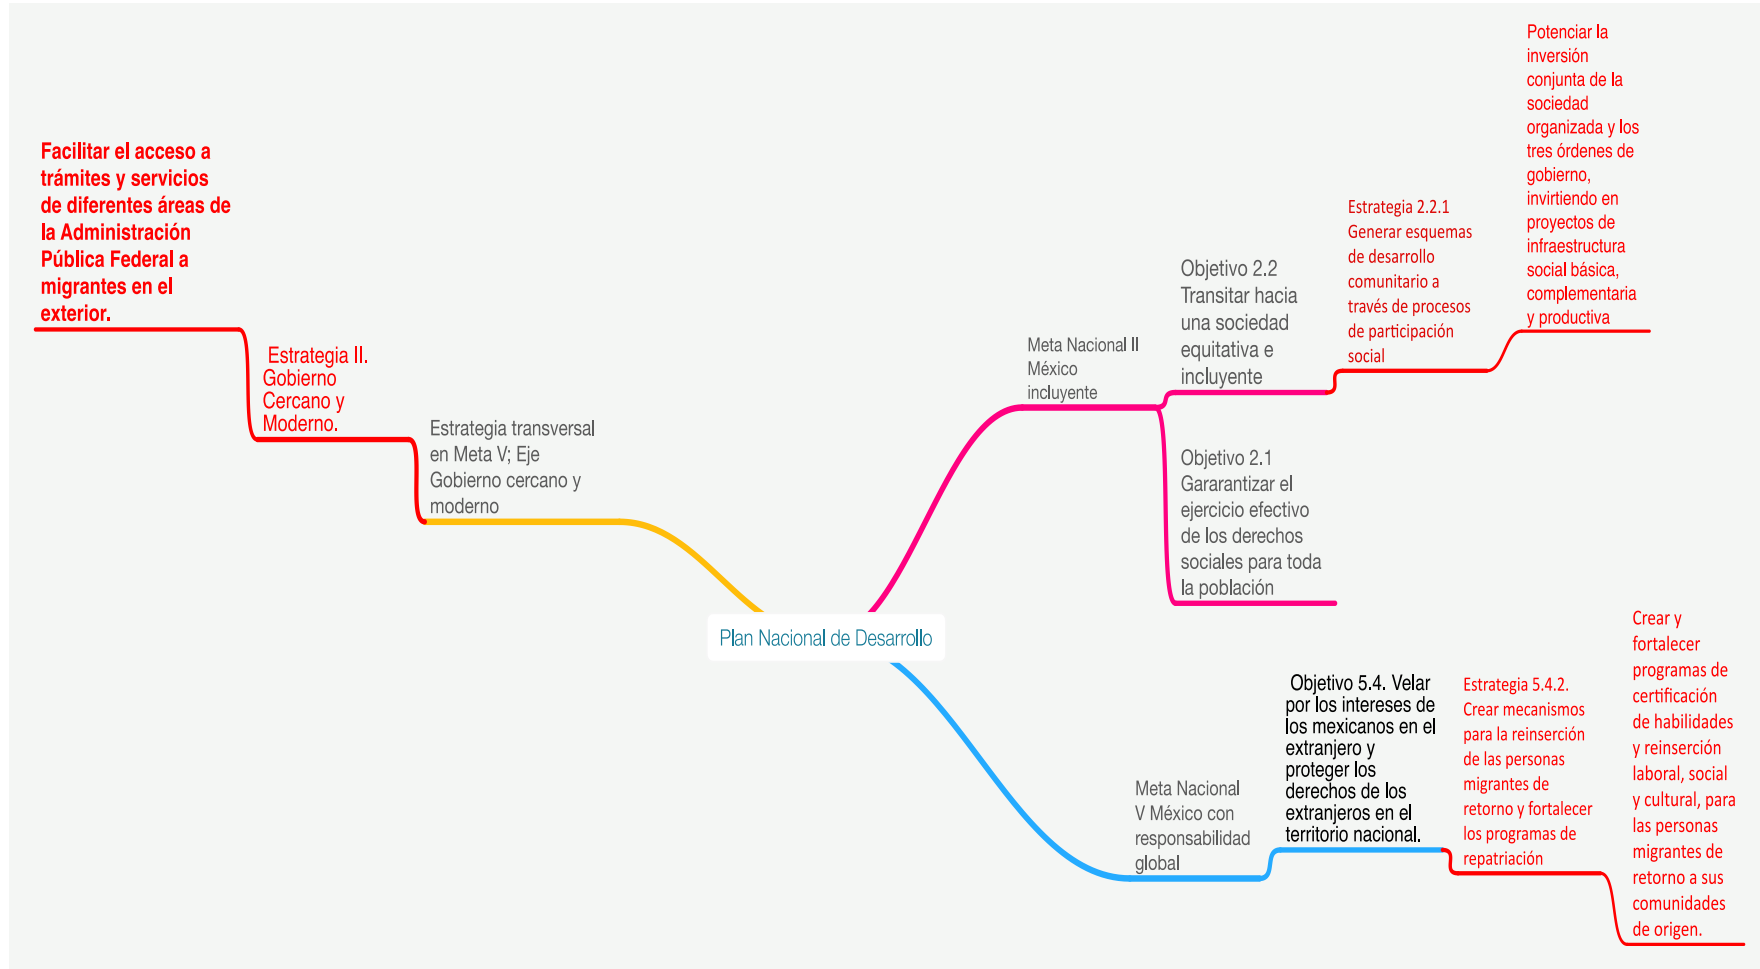 Facilitar el acceso a
trámites y servicios
de diferentes áreas de
la Administración
Pública Federal a
migrantes en el
exterior.
Estrategia II.
Gobierno
Cercano y
Moderno.
Estrategia transversal
en Meta V; Eje
Gobierno cercano y
moderno
Plan Nacional de Desarrollo
Meta Nacional II
México
incluyente
Objetivo 2.2
Transitar hacia
una sociedad
equitativa e
incluyente
Estrategia 2.2.1
Generar esquemas
de desarrollo
comunitario a
través de procesos
de participación
social
Potenciar la
inversión
conjunta de la
sociedad
organizada y los
tres órdenes de
gobierno,
invirtiendo en
proyectos de
infraestructura
social básica,
complementaria
y productiva
Objetivo 2.1
Gararantizar el
ejercicio efectivo
de los derechos
sociales para toda
la población
Meta Nacional
V México con
responsabilidad
global
Objetivo 5.4. Velar
por los intereses de
los mexicanos en el
extranjero y
proteger los
derechos de los
extranjeros en el
territorio nacional.
Estrategia 5.4.2.
Crear mecanismos
para la reinserción
de las personas
migrantes de
retorno y fortalecer
los programas de
repatriación
Crear y
fortalecer
programas de
certificación
de habilidades
y reinserción
laboral, social
y cultural, para
las personas
migrantes de
retorno a sus
comunidades
de origen.